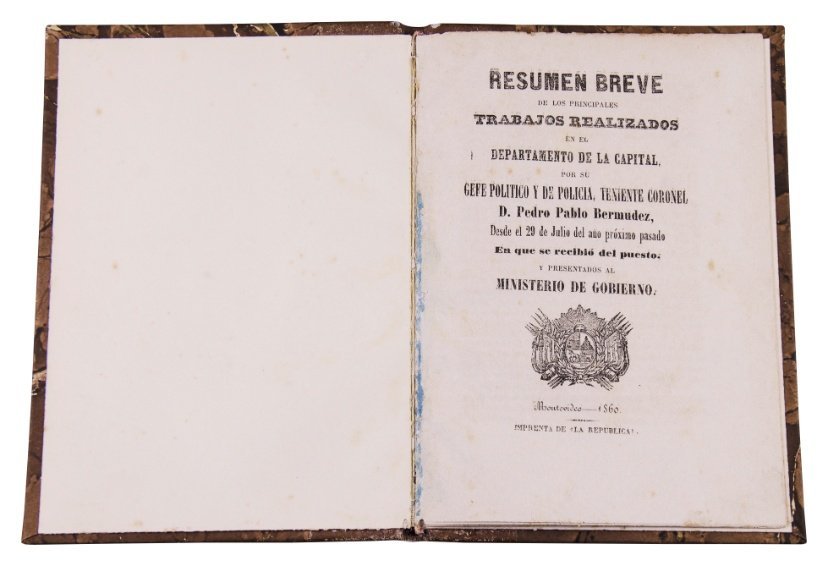 RESUMEN BREVE
DE LOS PRINCIPALES
TRABAJOS REALIZADOS
EN EL
DEPARTAMENTO DE LA CAPITAL,
POR SU
GEFE POLITICO Y DE POLICIA, TENIENTE CORONEL
D. Pedro Pablo Bermudez,
Desde el 29 de Julio del año próximo pasado
En que se recibió del puesto.
Y PRESENTADOS AL
MINISTERIO DE GOBIERNO.
Montevideo—1860
IMPRENTA DE «LA REPUBLICA».